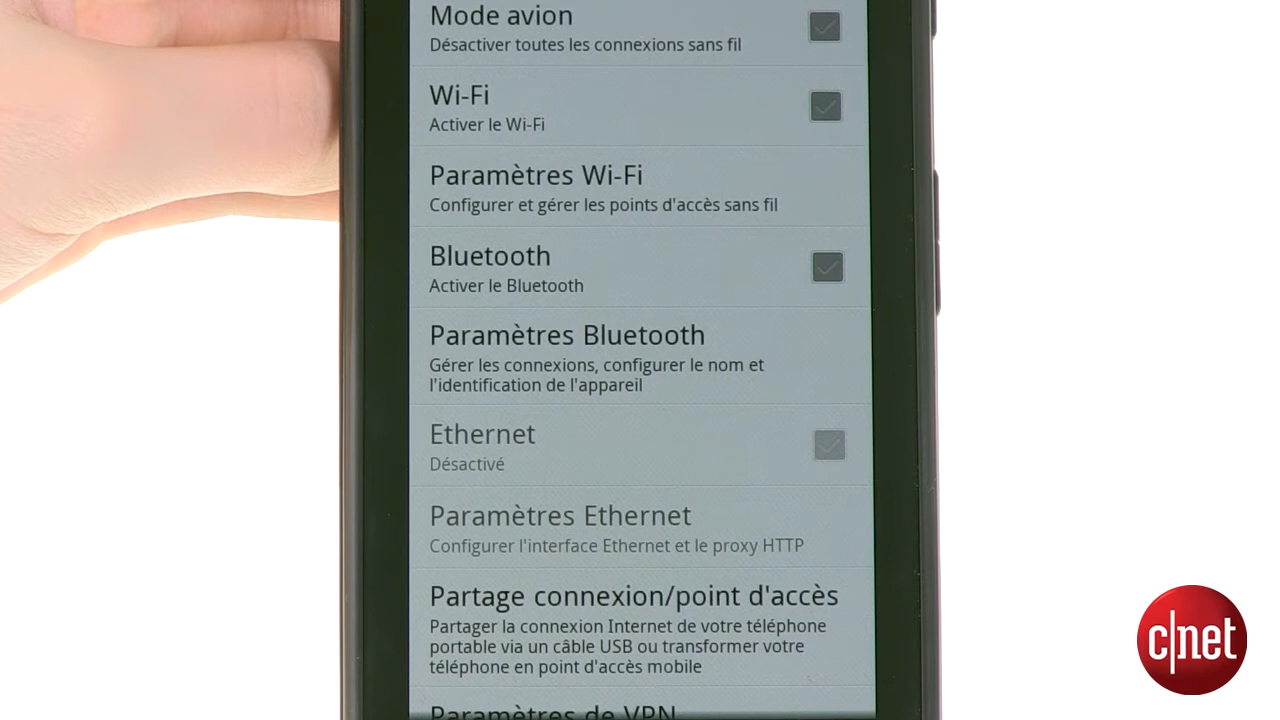 Mode avion
Désactiver toutes les connexions sans fil
Wi-Fi
Activer le Wi-Fi
Paramètres Wi-Fi
Configurer et gérer les points d'accès sans fil
Bluetooth
Activer le Bluetooth
Paramètres Bluetooth
Gérer les connexions, configurer le nom et
l'identification de l'appareil
Ethernet
Désactivé
Paramètres Ethernet
Configurer l'interface Ethernet et le proxy HTTP
Partage connexion/point d'accès
Partager la connexion Internet de votre téléphone
portable via un câble USB ou transformer votre
téléphone en point d'accès mobile
Paramètres de VPN
c|net